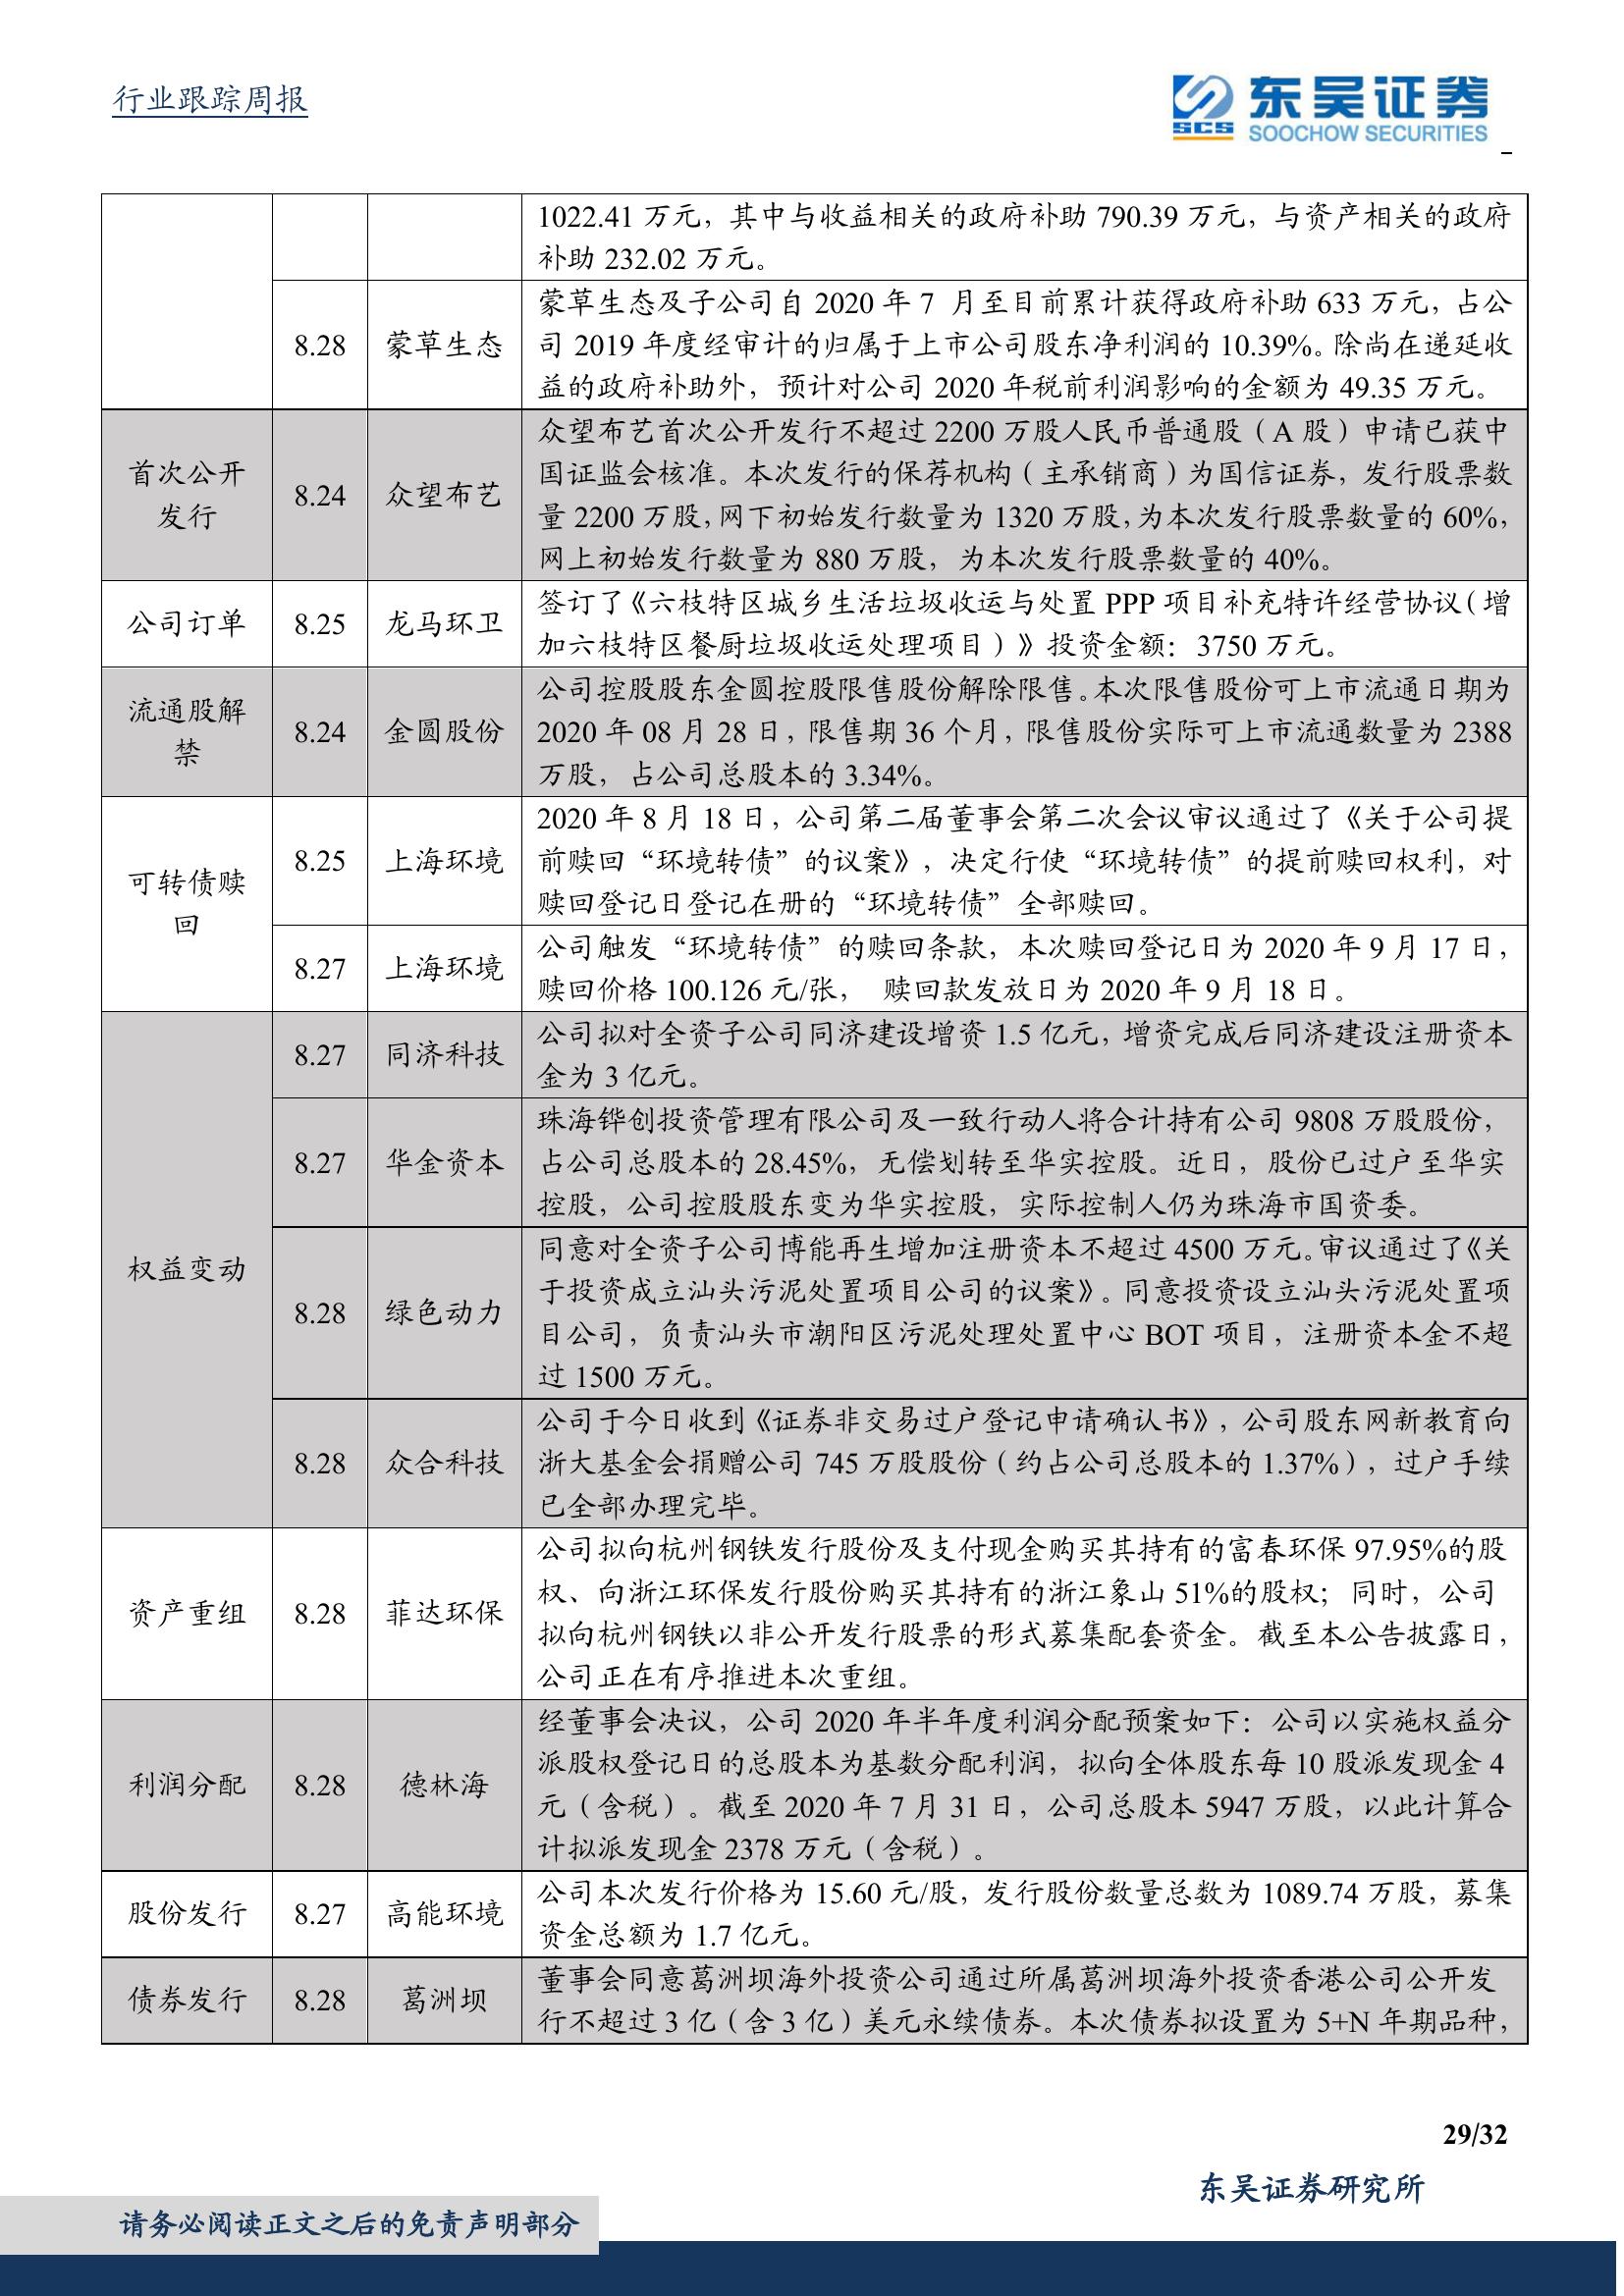 行业跟踪周报
东吴证券
SCS
SOOCHOW SECURITIES
1022.41 万元，其中与收益相关的政府补助 790.39 万元，与资产相关的政府
补助 232.02 万元。
8.28
蒙草生态
蒙草生态及子公司自 2020 年 7 月至目前累计获得政府补助 633 万元，占公
司 2019 年度经审计的归属于上市公司股东净利润的 10.39%。除尚在递延收
益的政府补助外，预计对公司 2020 年税前利润影响的金额为 49.35 万元。
首次公开
发行
8.24
众望布艺
众望布艺首次公开发行不超过 2200 万股人民币普通股（A 股）申请已获中
国证监会核准。本次发行的保荐机构（主承销商）为国信证券，发行股票数
量 2200 万股，网下初始发行数量为 1320 万股，为本次发行股票数量的 60%，
网上初始发行数量为 880 万股，为本次发行股票数量的 40%。
公司订单
8.25
龙马环卫
签订了《六枝特区城乡生活垃圾收运与处置 PPP 项目补充特许经营协议（增
加六枝特区餐厨垃圾收运处理项目）》投资金额：3750 万元。
流通股解
禁
8.24
金圆股份
公司控股股东金圆控股限售股份解除限售。本次限售股份可上市流通日期为
2020 年 08 月 28 日，限售期 36 个月，限售股份实际可上市流通数量为 2388
万股，占公司总股本的 3.34%。
可转债赎
回
8.25
上海环境
2020 年 8 月 18 日，公司第二届董事会第二次会议审议通过了《关于公司提
前赎回“环境转债”的议案》，决定行使“环境转债”的提前赎回权利，对
赎回登记日登记在册的“环境转债”全部赎回。
8.27
上海环境
公司触发“环境转债”的赎回条款，本次赎回登记日为 2020 年 9 月 17 日，
赎回价格 100.126 元/张， 赎回款发放日为 2020 年 9 月 18 日。
权益变动
8.27
同济科技
公司拟对全资子公司同济建设增资 1.5 亿元，增资完成后同济建设注册资本
金为 3 亿元。
8.27
华金资本
珠海铧创投资管理有限公司及一致行动人将合计持有公司 9808 万股股份，
占公司总股本的 28.45%，无偿划转至华实控股。近日，股份已过户至华实
控股，公司控股股东变为华实控股，实际控制人仍为珠海市国资委。
8.28
绿色动力
同意对全资子公司博能再生增加注册资本不超过 4500 万元。审议通过了《关
于投资成立汕头污泥处置项目公司的议案》。同意投资设立汕头污泥处置项
目公司，负责汕头市潮阳区污泥处理处置中心 BOT 项目，注册资本金不超
过 1500 万元。
8.28
众合科技
公司于今日收到《证券非交易过户登记申请确认书》，公司股东网新教育向
浙大基金会捐赠公司 745 万股股份（约占公司总股本的 1.37%），过户手续
已全部办理完毕。
资产重组
8.28
菲达环保
公司拟向杭州钢铁发行股份及支付现金购买其持有的富春环保 97.95%的股
权、向浙江环保发行股份购买其持有的浙江象山 51%的股权；同时，公司
拟向杭州钢铁以非公开发行股票的形式募集配套资金。截至本公告披露日，
公司正在有序推进本次重组。
利润分配
8.28
德林海
经董事会决议，公司 2020 年半年度利润分配预案如下：公司以实施权益分
派股权登记日的总股本为基数分配利润，拟向全体股东每 10 股派发现金 4
元（含税）。截至 2020 年 7 月 31 日，公司总股本 5947 万股，以此计算合
计拟派发现金 2378 万元（含税）。
股份发行
8.27
高能环境
公司本次发行价格为 15.60 元/股，发行股份数量总数为 1089.74 万股，募集
资金总额为 1.7 亿元。
债券发行
8.28
葛洲坝
董事会同意葛洲坝海外投资公司通过所属葛洲坝海外投资香港公司公开发
行不超过 3 亿（含 3 亿）美元永续债券。本次债券拟设置为 5+N 年期品种，
29/32
东吴证券研究所
请务必阅读正文之后的免责声明部分